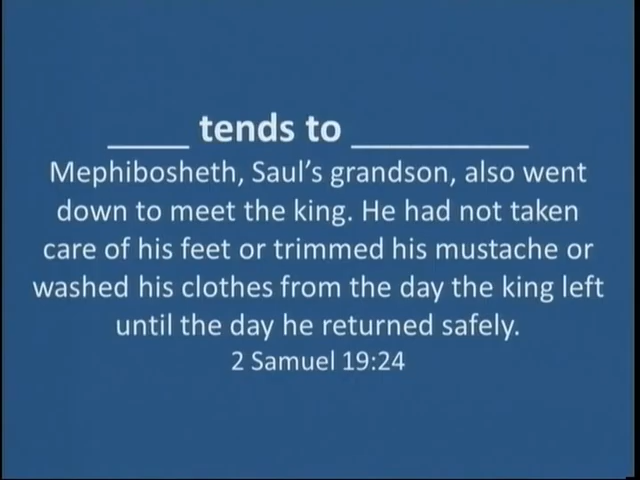 ____ tends to _________
Mephibosheth, Saul’s grandson, also went
down to meet the king. He had not taken
care of his feet or trimmed his mustache or
washed his clothes from the day the king left
until the day he returned safely.
2 Samuel 19:24